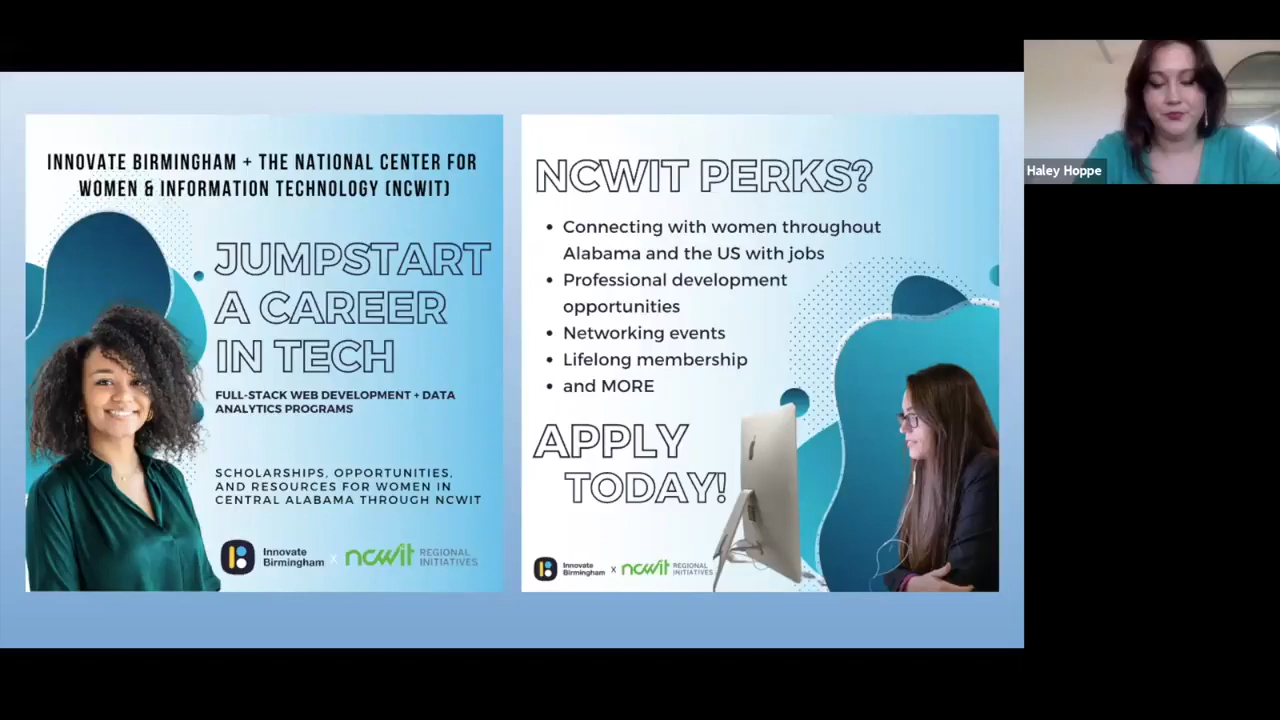 INNOVATE BIRMINGHAM + THE NATIONAL CENTER FOR
WOMEN & INFORMATION TECHNOLOGY (NCWIT)
JUMPSTART
A CAREER
IN TECH
FULL-STACK WEB DEVELOPMENT + DATA
ANALYTICS PROGRAMS
SCHOLARSHIPS, OPPORTUNITIES,
AND RESOURCES FOR WOMEN IN
CENTRAL ALABAMA THROUGH NCWIT
Innovate
Birmingham
x
ncwit
REGIONAL
INITIATIVES
NCWIT PERKS?
• Connecting with women throughout
Alabama and the US with jobs
• Professional development
opportunities
• Networking events
• Lifelong membership
• and MORE
APPLY
TODAY!
Innovate
Birmingham
x
ncwit
REGIONAL
INITIATIVES
Haley Hoppe